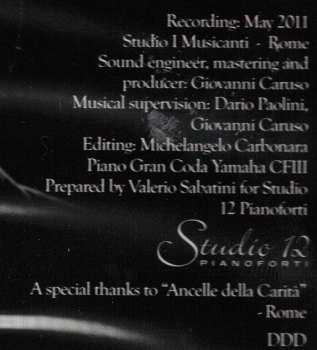 Recording: May 2011
Studio I Musicanti - Rome
Sound engineer, mastering and
producer: Giovanni Caruso
Musical supervision: Dario Paolini,
Giovanni Caruso
Editing: Michelangelo Carbonara
Piano Gran Coda Yamaha CFIII
Prepared by Valerio Sabatini for Studio
12 Pianoforti
Studio 12
PIANOFORTI
A special thanks to "Ancelle della Carità"
- Rome
DDD